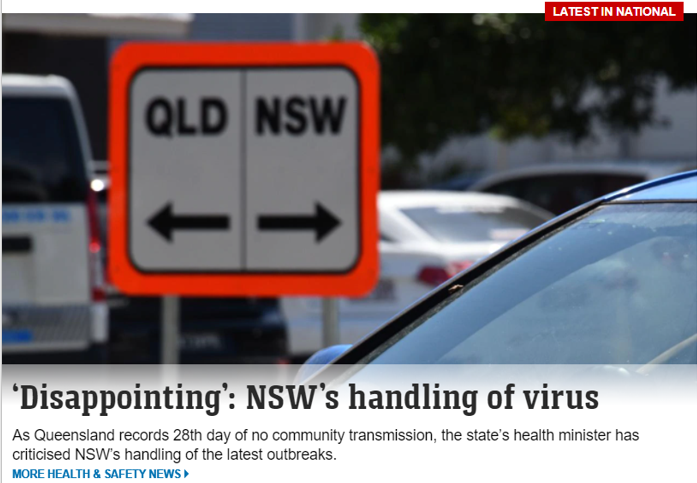 LATEST IN NATIONAL
QLD NSW
‘Disappointing’: NSW’s handling of virus
As Queensland records 28th day of no community transmission, the state’s health minister has
criticised NSW’s handling of the latest outbreaks.
MORE HEALTH & SAFETY NEWS